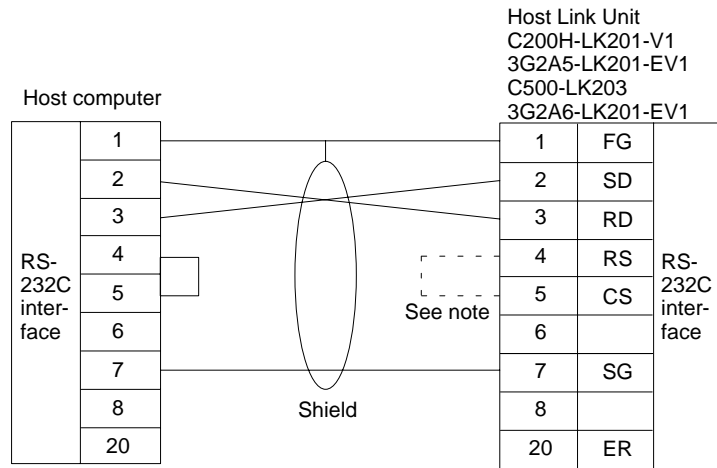 Host Link Unit
C200H-LK201-V1
3G2A5-LK201-EV1
C500-LK203
3G2A6-LK201-EV1
Host computer
RS-
232C
inter-
face
1
2
3
4
5
6
7
8
20
See note
Shield
1 FG
2 SD
3 RD
4 RS
5 CS
6
7 SG
8
20 ER
RS-
232C
inter-
face